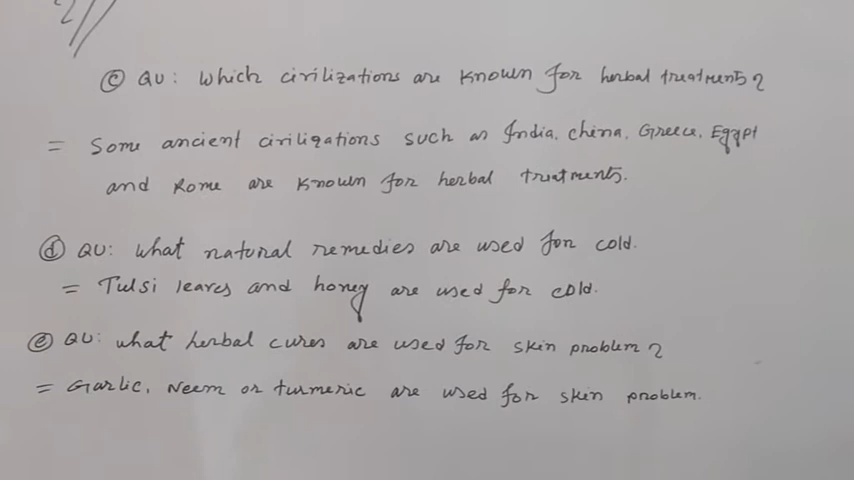 ⓒ QU: Which civilizations are known for herbal treatments?
= Some ancient civilizations such as India, china, Greece, Egypt
and Rome are known for herbal treatments.
ⓓ QU: What natural remedies are used for cold.
= Tulsi leaves and honey are used for cold.
ⓔ QU: what herbal cures are used for skin problem?
= Garlic, Neem or turmeric are used for skin problem.